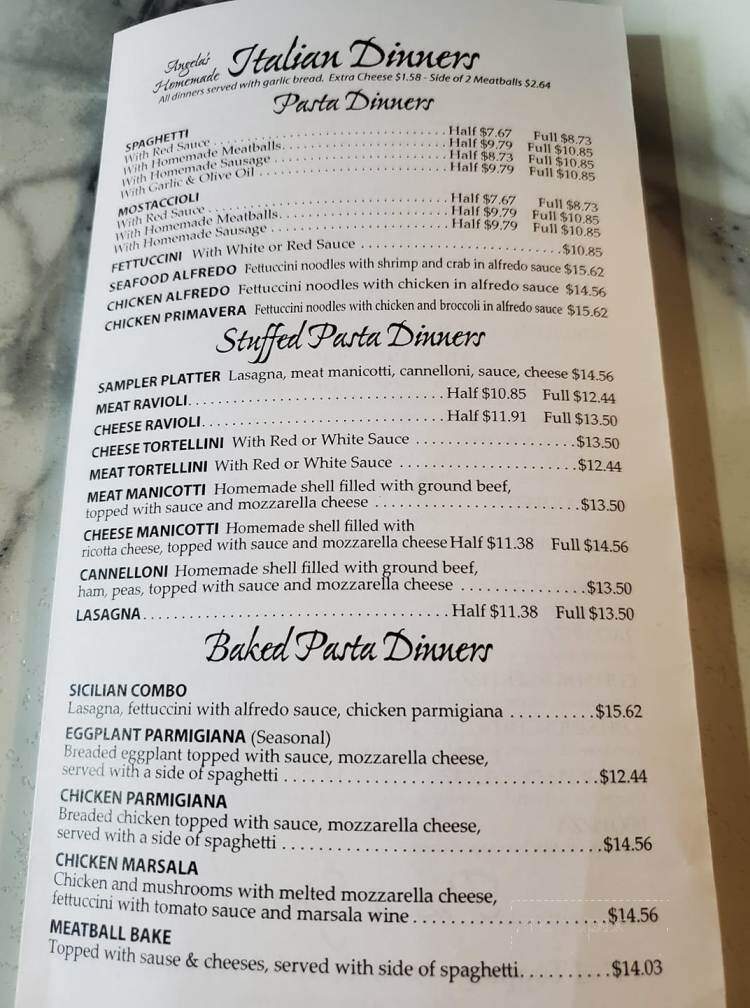 Angela's
Homemade Italian Dinners
All dinners served with garlic bread. Extra Cheese $1.58 - Side of 2 Meatballs $2.64
Pasta Dinners
SPAGHETTI
With Red Sauce Half $7.67 Full $8.73
With Homemade Meatballs Half $9.79 Full $10.85
With Homemade Sausage Half $8.73 Full $10.85
With Garlic & Olive Oil Half $9.79 Full $10.85
MOSTACCIOLI
With Red Sauce Half $7.67 Full $8.73
With Homemade Meatballs Half $9.79 Full $10.85
With Homemade Sausage Half $9.79 Full $10.85
FETTUCCINI With White or Red Sauce $10.85
SEAFOOD ALFREDO Fettuccini noodles with shrimp and crab in alfredo sauce $15.62
CHICKEN ALFREDO Fettuccini noodles with chicken in alfredo sauce $14.56
CHICKEN PRIMAVERA Fettuccini noodles with chicken and broccoli in alfredo sauce $15.62
Stuffed Pasta Dinners
SAMPLER PLATTER Lasagna, meat manicotti, cannelloni, sauce, cheese $14.56
MEAT RAVIOLI Half $10.85 Full $12.44
CHEESE RAVIOLI Half $11.91 Full $13.50
CHEESE TORTELLINI With Red or White Sauce $13.50
MEAT TORTELLINI With Red or White Sauce $12.44
MEAT MANICOTTI Homemade shell filled with ground beef,
topped with sauce and mozzarella cheese $13.50
CHEESE MANICOTTI Homemade shell filled with
ricotta cheese, topped with sauce and mozzarella cheese Half $11.38 Full $14.56
CANNELLONI Homemade shell filled with ground beef,
ham, peas, topped with sauce and mozzarella cheese $13.50
LASAGNA Half $11.38 Full $13.50
Baked Pasta Dinners
SICILIAN COMBO
Lasagna, fettuccini with alfredo sauce, chicken parmigiana $15.62
EGGPLANT PARMIGIANA (Seasonal)
Breaded eggplant topped with sauce, mozzarella cheese,
served with a side of spaghetti $12.44
CHICKEN PARMIGIANA
Breaded chicken topped with sauce, mozzarella cheese,
served with a side of spaghetti $14.56
CHICKEN MARSALA
Chicken and mushrooms with melted mozzarella cheese,
fettuccini with tomato sauce and marsala wine $14.56
MEATBALL BAKE
Topped with sause & cheeses, served with side of spaghetti $14.03